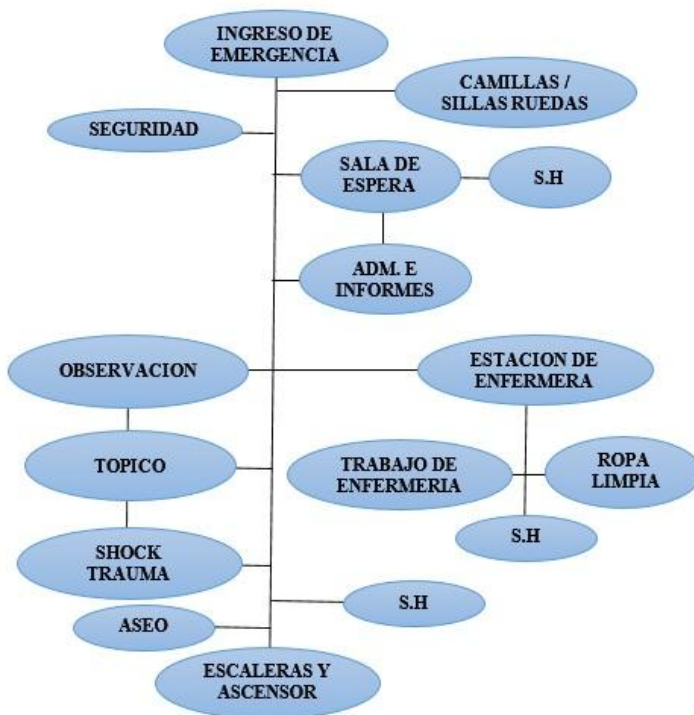 INGRESO DE
EMERGENCIA
CAMILLAS /
SILLAS RUEDAS
SEGURIDAD
SALA DE
ESPERA
S.H
ADM. E
INFORMES
OBSERVACION
ESTACION DE
ENFERMERA
TOPICO
TRABAJO DE
ENFERMERIA
ROPA
LIMPIA
S.H
SHOCK
TRAUMA
S.H
ASEO
ESCALERAS Y
ASCENSOR